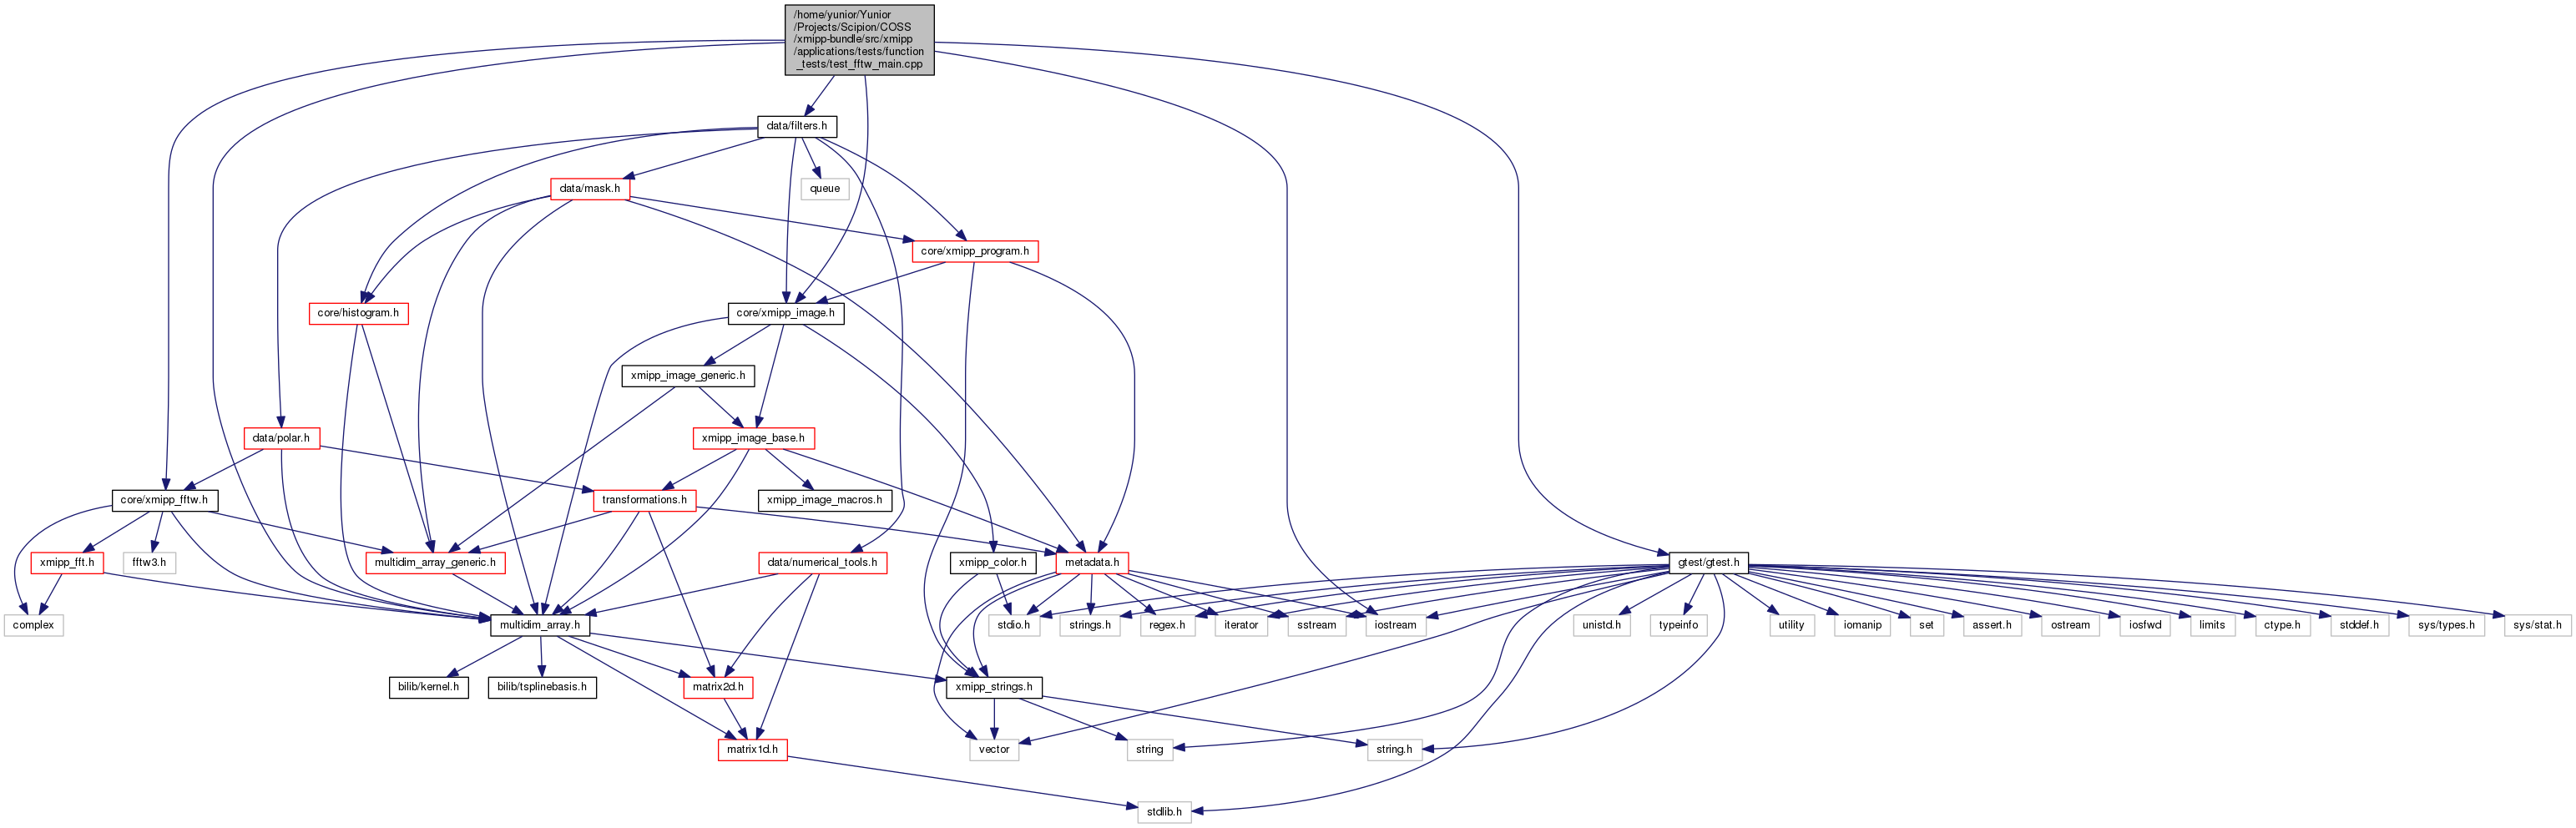 /home/yunior/Yunior
/Projects/Scipion/COSS
/xmipp-bundle/src/xmipp
/applications/tests/function
_tests/test_fftw_main.cpp
data/filters.h
data/mask.h
queue
core/xmipp_program.h
core/histogram.h
core/xmipp_image.h
xmipp_image_generic.h
data/polar.h
xmipp_image_base.h
core/xmipp_fftw.h
transformations.h
xmipp_image_macros.h
xmipp_fft.h
fftw3.h
multidim_array_generic.h
data/numerical_tools.h
xmipp_color.h
metadata.h
gtest/gtest.h
complex
multidim_array.h
stdio.h
strings.h
regex.h
iterator
sstream
iostream
unistd.h
typeinfo
utility
iomanip
set
assert.h
ostream
iosfwd
limits
ctype.h
stddef.h
sys/types.h
sys/stat.h
bilib/kernel.h
bilib/tsplinebasis.h
matrix2d.h
xmipp_strings.h
matrix1d.h
vector
string
string.h
stdlib.h